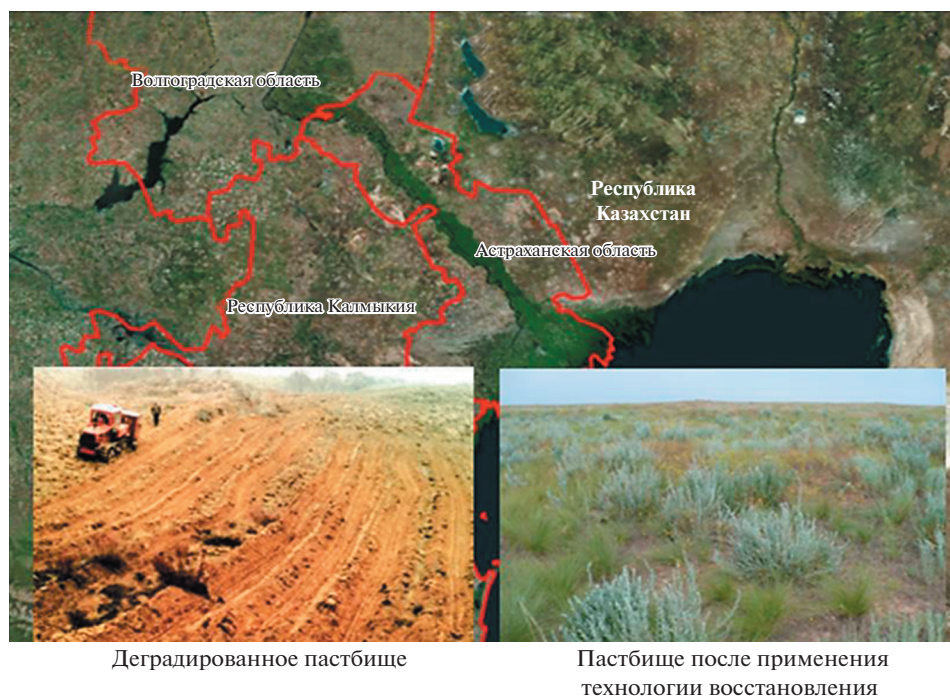 Волгоградская область
Республика
Казахстан
Астраханская область
Республика Калмыкия
Деградированное пастбище
Пастбище после применения
технологии восстановления